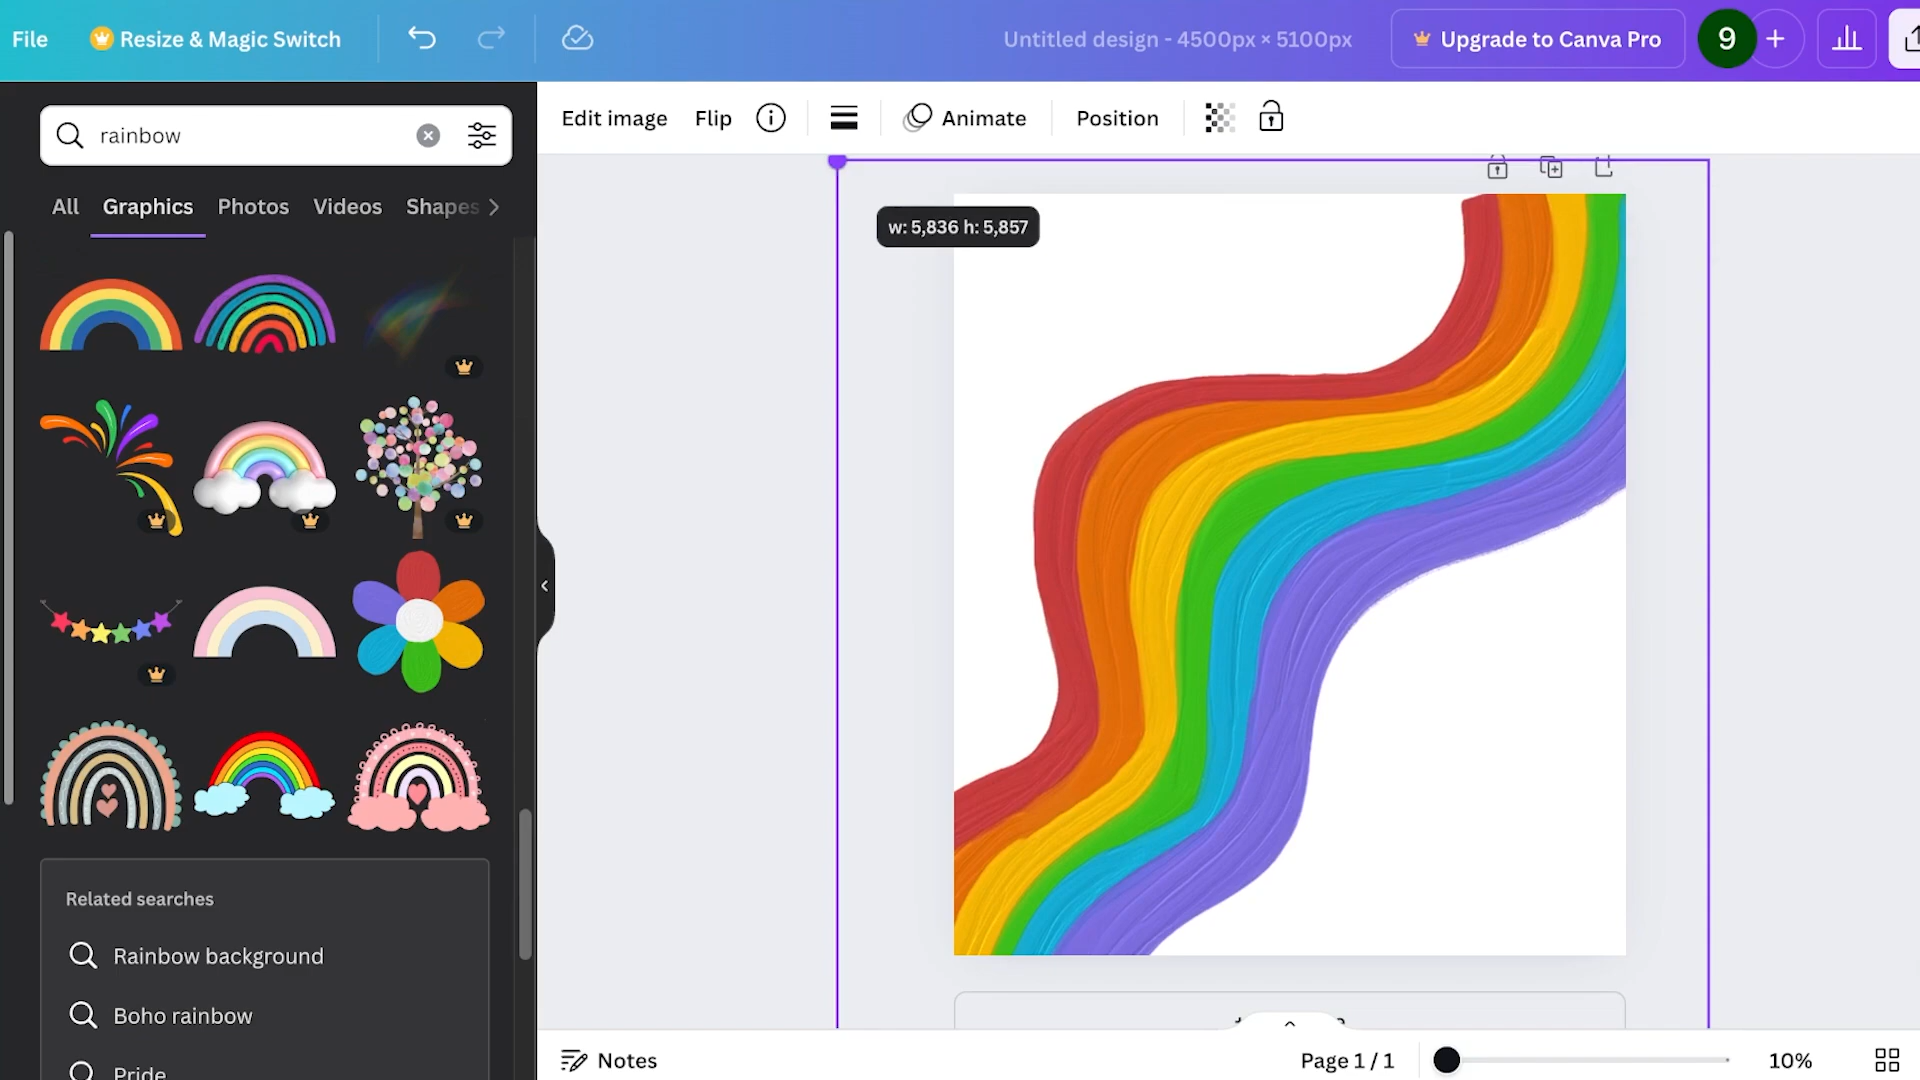 File
Resize & Magic Switch
Untitled design - 4500px × 5100px
Upgrade to Canva Pro
9
+
rainbow
Edit image
Flip
Animate
Position
All
Graphics
Photos
Videos
Shapes
w: 5,836 h: 5,857
Related searches
Rainbow background
Boho rainbow
Pride
Notes
Page 1 / 1
10%